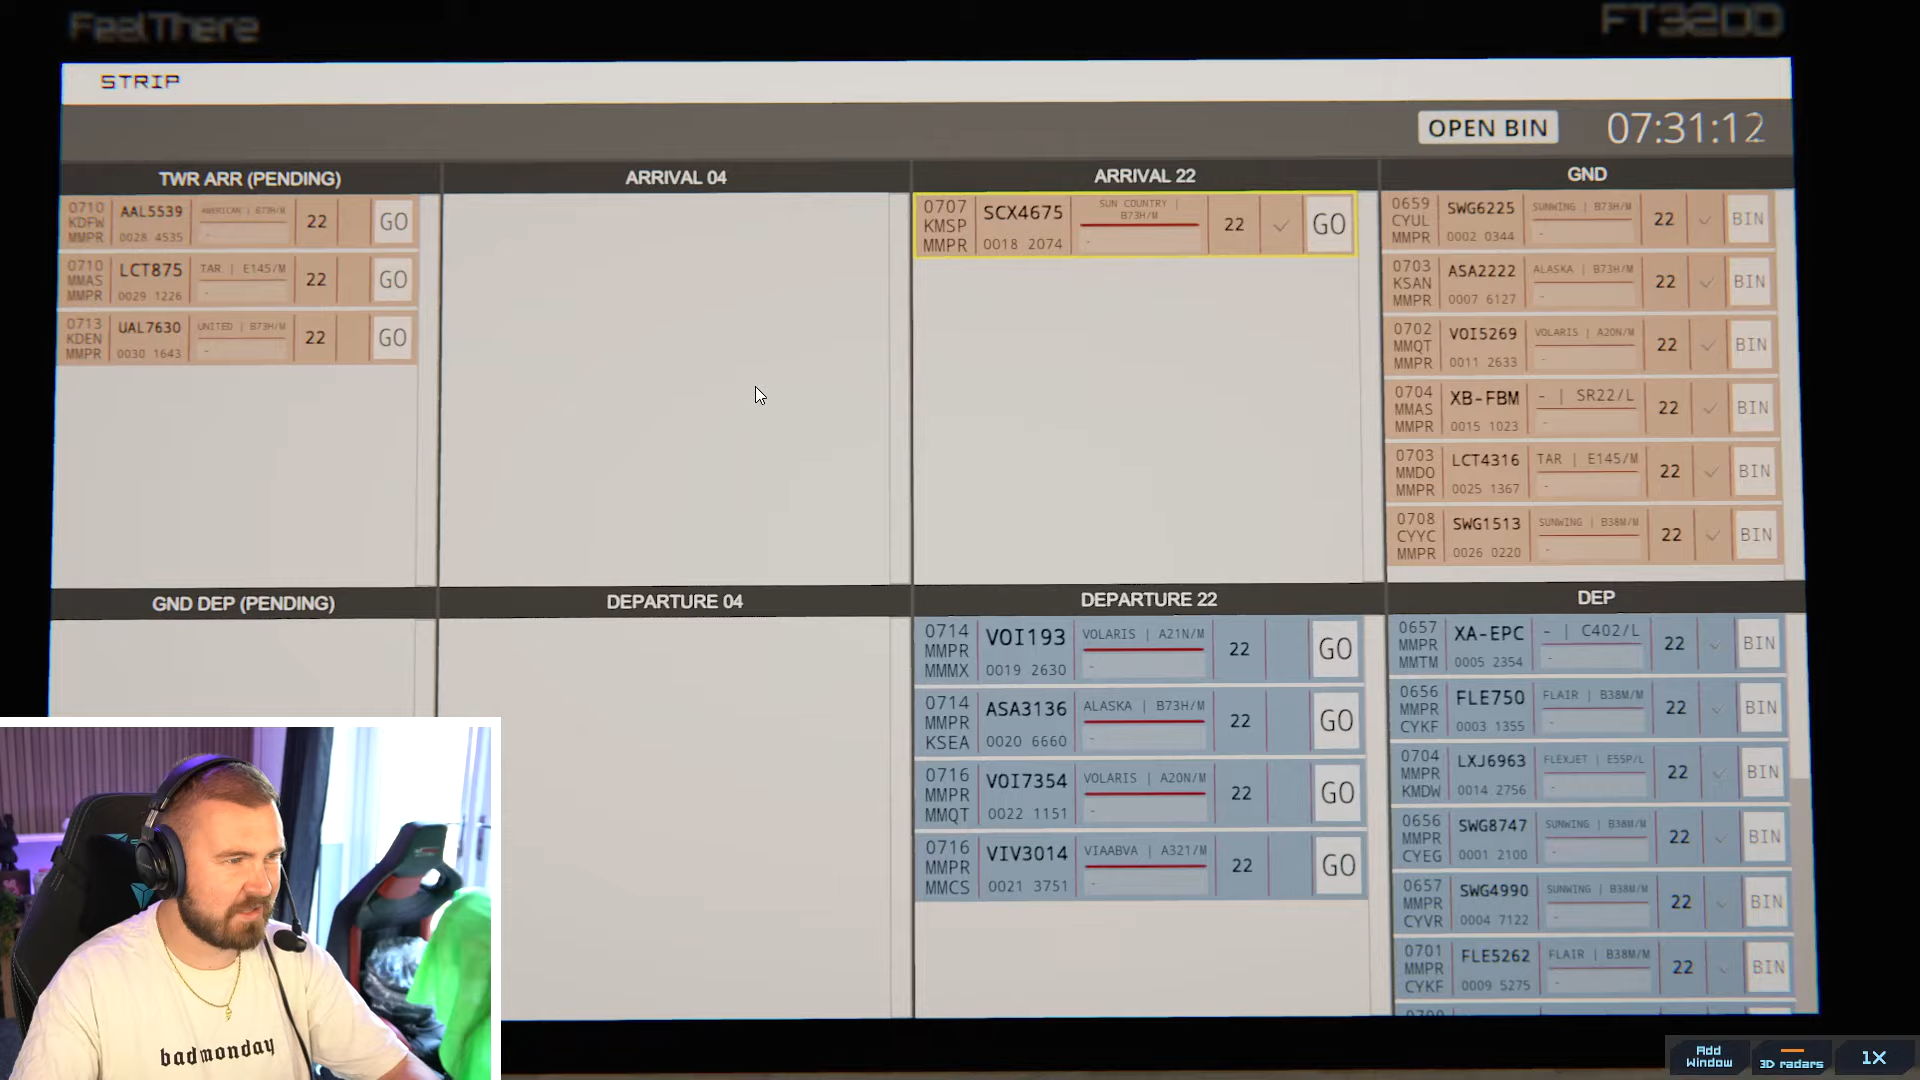 FeelThere
FT3200
STRIP
OPEN BIN
07:31:12
TWR ARR (PENDING)
0710
KDFW
MMPR
AAL5539
0028 4535
AMERICAN | B73H/M
-
22
GO
0710
MMAS
MMPR
LCT875
0029 1226
TAR | E145/M
-
22
GO
0713
KDEN
MMPR
UAL7630
0030 1643
UNITED | B73H/M
-
22
GO
ARRIVAL 04
ARRIVAL 22
0707
KMSP
MMPR
SCX4675
0018 2074
SUN COUNTRY |
B73H/M
-
22
GO
GND
0659
CYUL
MMPR
SWG6225
0002 0344
SUNWING | B73H/M
-
22
BIN
0703
KSAN
MMPR
ASA2222
0007 6127
ALASKA | B73H/M
-
22
BIN
0702
MMQT
MMPR
VOI5269
0011 2633
VOLARIS | A20N/M
-
22
BIN
0704
MMAS
MMPR
XB-FBM
0015 1023
- | SR22/L
-
22
BIN
0703
MMDO
MMPR
LCT4316
0025 1367
TAR | E145/M
-
22
BIN
0708
CYYC
MMPR
SWG1513
0026 0220
SUNWING | B38M/M
-
22
BIN
GND DEP (PENDING)
DEPARTURE 04
DEPARTURE 22
0714
MMPR
MMMX
VOI193
0019 2630
VOLARIS | A21N/M
-
22
GO
0714
MMPR
KSEA
ASA3136
0020 6660
ALASKA | B73H/M
-
22
GO
0716
MMPR
MMQT
VOI7354
0022 1151
VOLARIS | A20N/M
-
22
GO
0716
MMPR
MMCS
VIV3014
0021 3751
VIAABVA | A321/M
-
22
GO
DEP
0657
MMPR
MMTM
XA-EPC
0005 2354
- | C402/L
-
22
BIN
0656
MMPR
CYKF
FLE750
0003 1355
FLAIR | B38M/M
-
22
BIN
0704
MMPR
KMDW
LXJ6963
0014 2756
FLEXJET | E55P/L
-
22
BIN
0656
MMPR
CYEG
SWG8747
0001 2100
SUNWING | B38M/M
-
22
BIN
0657
MMPR
CYVR
SWG4990
0004 7122
SUNWING | B38M/M
-
22
BIN
0701
MMPR
CYKF
FLE5262
0009 5275
FLAIR | B38M/M
-
22
BIN
badmonday
Add
Window
3D radars
1X